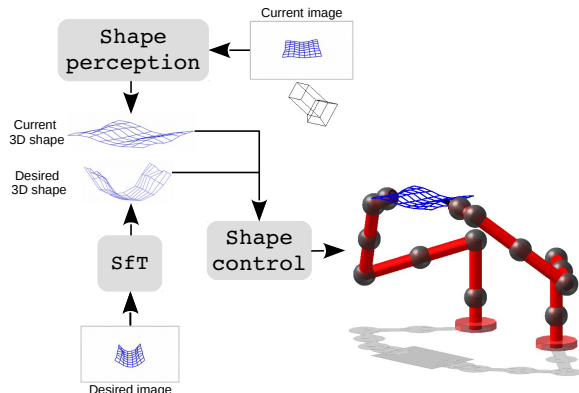 Current image
Shape
perception
Current
3D shape
Desired
3D shape
SfT
Shape
control
Desired image